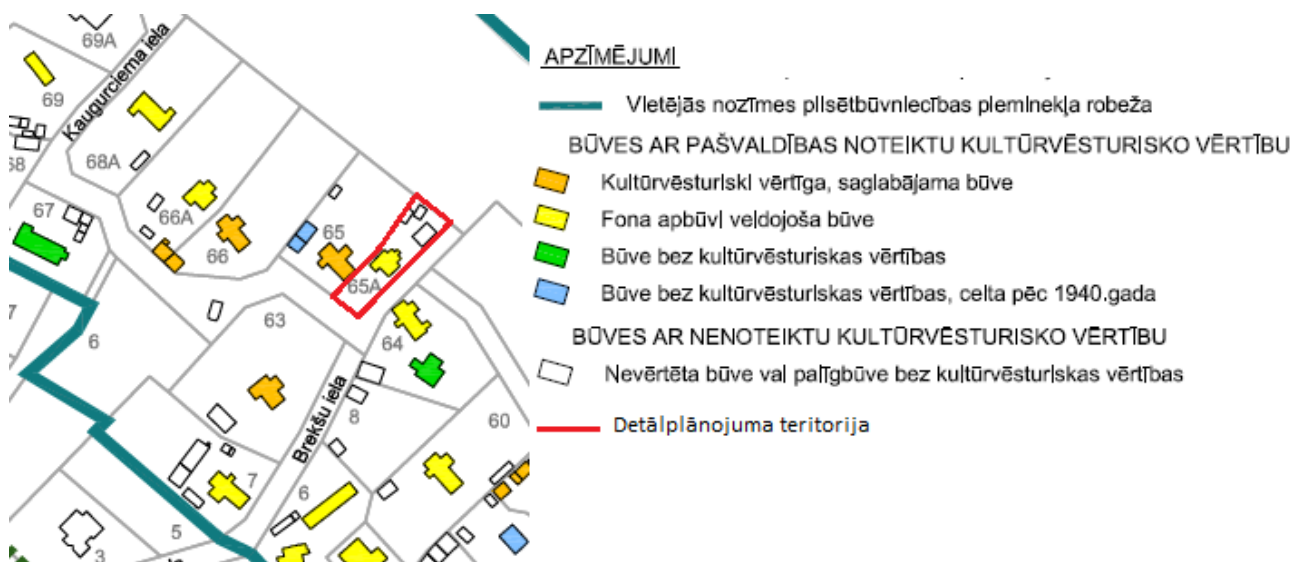 69A
69
Kaugurciema iela
68
68A
67
66A
66
65
65A
63
64
6
7
8
60
Brekšu iela
7
6
5
3
APZĪMĒJUMI
Vietējās nozīmes pilsētbūvniecības pieminekļa robeža
BŪVES AR PAŠVALDĪBAS NOTEIKTU KULTŪRVĒSTURISKO VĒRTĪBU
Kultūrvēsturiski vērtīga, saglabājama būve
Fona apbūvi veidojoša būve
Būve bez kultūrvēsturiskas vērtības
Būve bez kultūrvēsturiskas vērtības, celta pēc 1940.gada
BŪVES AR NENOTEIKTU KULTŪRVĒSTURISKO VĒRTĪBU
Nevērtēta būve vai palīgbūve bez kultūrvēsturiskas vērtības
Detālplānojuma teritorija